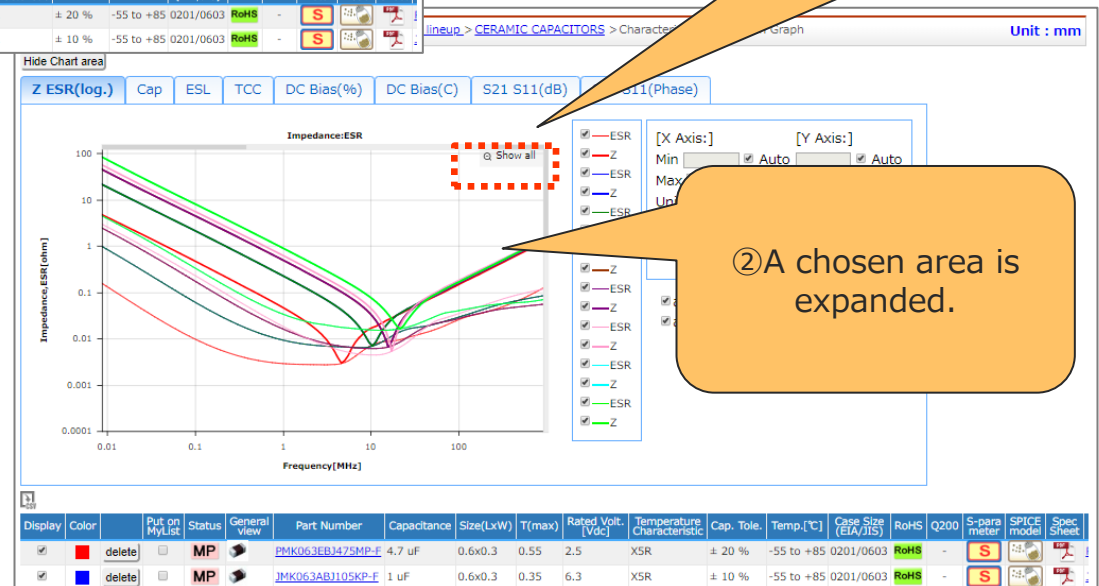 ± 20 % -55 to +85 0201/0603 RoHS - S
± 10 % -55 to +85 0201/0603 RoHS - S
lineup > CERAMIC CAPACITORS > Graph Unit : mm
Hide Chart area
Z ESR(log.) Cap ESL TCC DC Bias(%) DC Bias(C) S21 S11(dB) S11(Phase)
Impedance:ESR
Show all
100
10
1
0.1
0.01
0.001
0.0001
Impedance,ESR[ohm]
0.01 0.1 1 10 100
Frequency[MHz]
ESR
Z
ESR
Z
ESR
Z
ESR
Z
ESR
Z
ESR
Z
ESR
Z
[X Axis:] [Y Axis:]
Min Auto Auto
Max
②A chosen area is
expanded.
CSV
Display Color Put on MyList Status General view Part Number Capacitance Size(LxW) T(max) Rated Volt. [Vdc] Temperature Characteristic Cap. Tole. Temp.[℃] Case Size (EIA/JIS) RoHS Q200 S-para meter SPICE model Spec Sheet
delete MP PMK063EBJ475MP-F 4.7 uF 0.6x0.3 0.55 2.5 X5R ± 20 % -55 to +85 0201/0603 RoHS - S
delete MP JMK063ABJ105KP-F 1 uF 0.6x0.3 0.35 6.3 X5R ± 10 % -55 to +85 0201/0603 RoHS - S